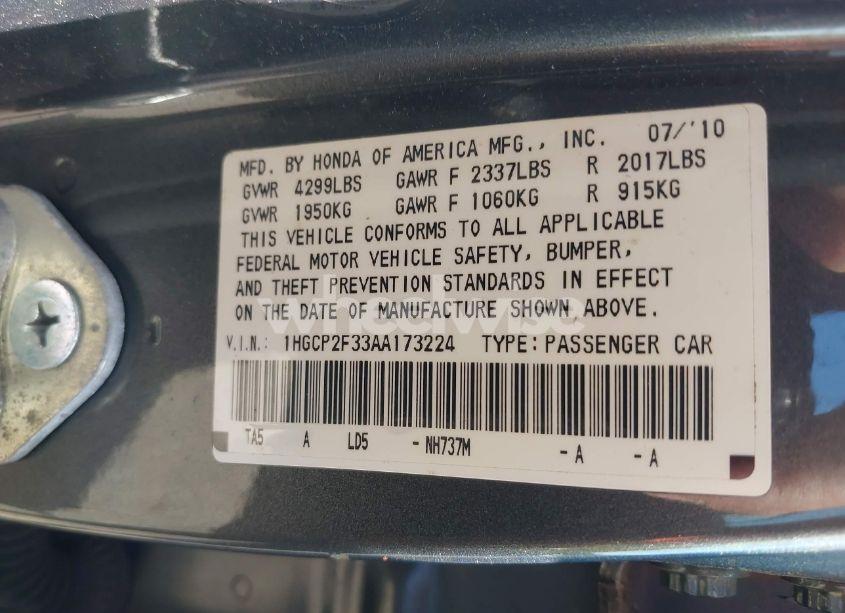 MFD. BY HONDA OF AMERICA MFG., INC. 07/'10
GVWR 4299LBS GAWR F 2337LBS R 2017LBS
GVWR 1950KG GAWR F 1060KG R 915KG
THIS VEHICLE CONFORMS TO ALL APPLICABLE
FEDERAL MOTOR VEHICLE SAFETY, BUMPER,
AND THEFT PREVENTION STANDARDS IN EFFECT
ON THE DATE OF MANUFACTURE SHOWN ABOVE.
wheelwise
V.I.N.: 1HGCP2F33AA173224 TYPE: PASSENGER CAR
TA5 A LD5 - NH737M - A - A